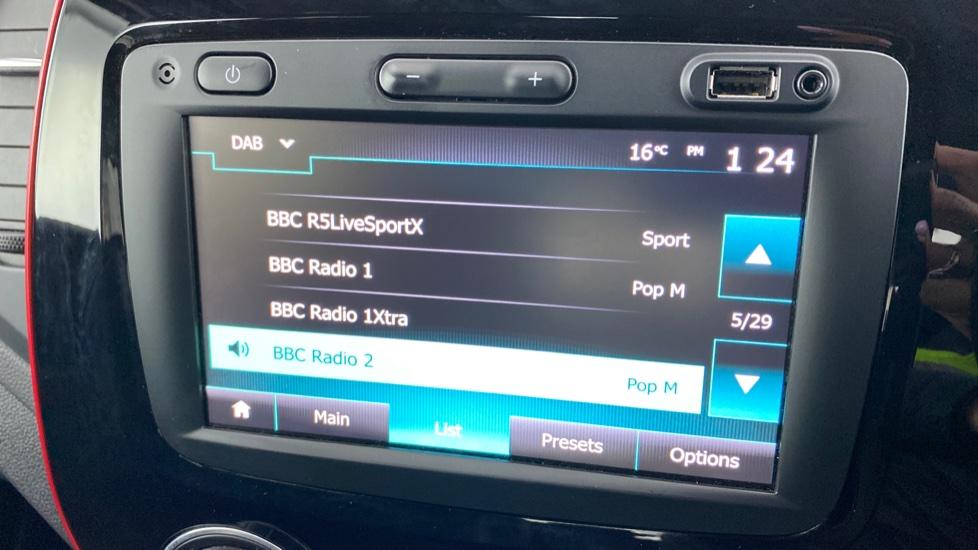 DAB 16°C PM 1 24
BBC R5LiveSportX Sport
BBC Radio 1 Pop M
BBC Radio 1Xtra
5/29
BBC Radio 2 Pop M
Main List Presets Options